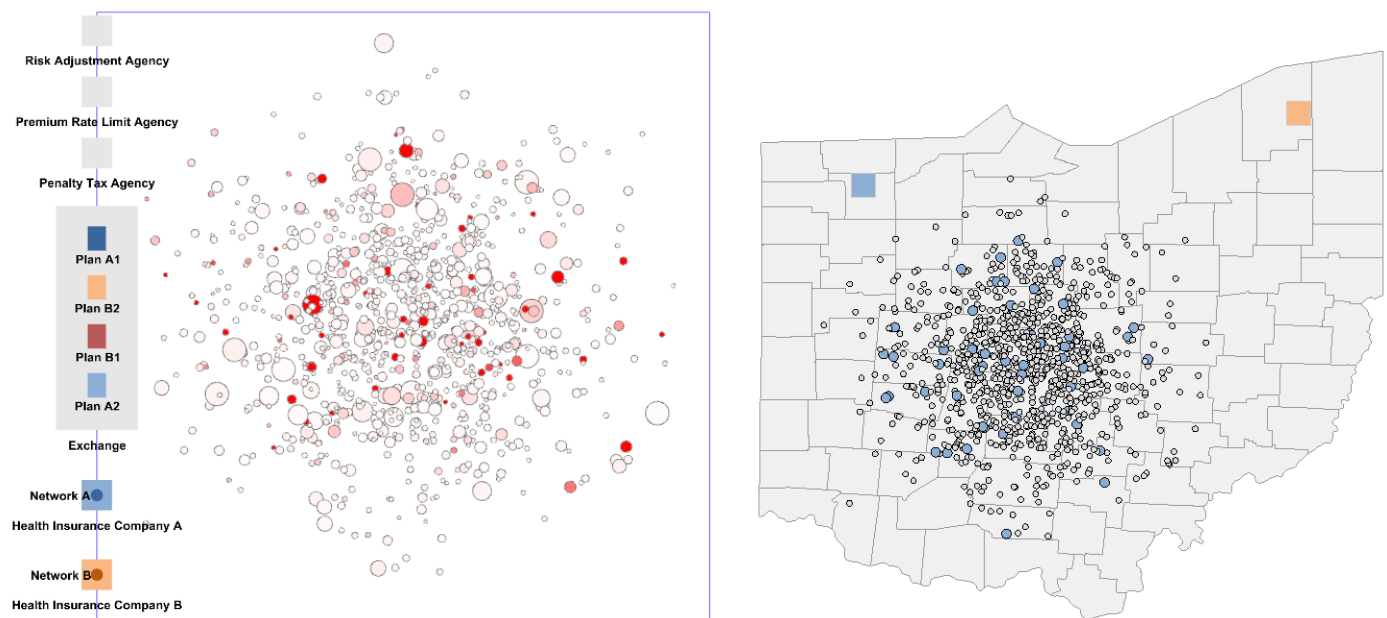 Risk Adjustment Agency
Premium Rate Limit Agency
Penalty Tax Agency
Plan A1
Plan B2
Plan B1
Plan A2
Exchange
Network A
Health Insurance Company A
Network B
Health Insurance Company B